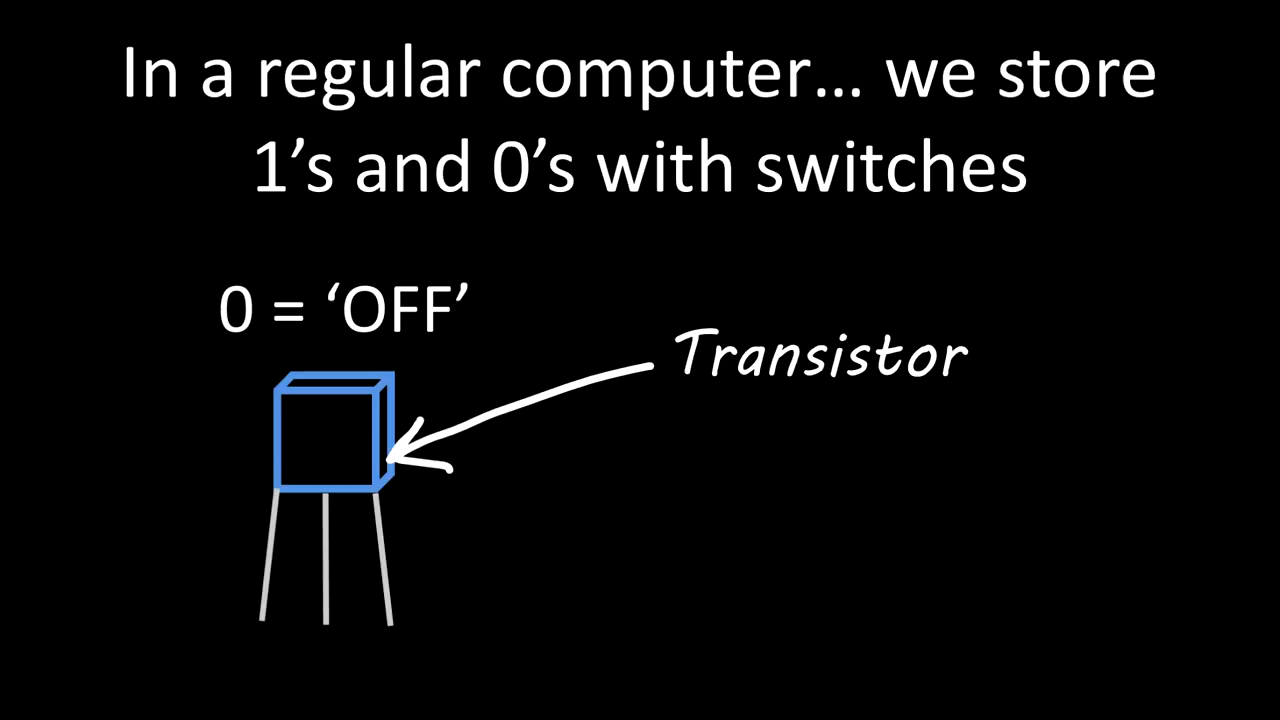 In a regular computer… we store
1’s and 0’s with switches
0 = ‘OFF’
Transistor